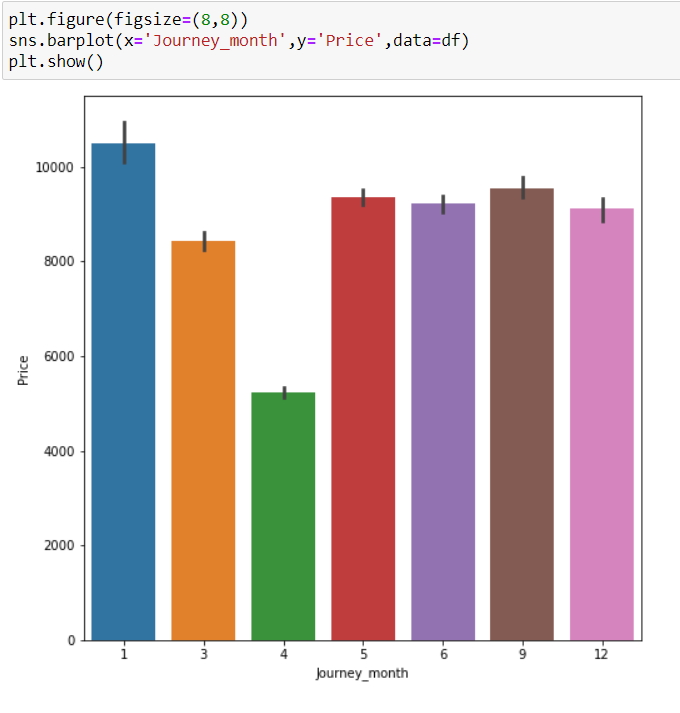 plt.figure(figsize=(8,8))
sns.barplot(x='Journey_month',y='Price',data=df)
plt.show()
10000
8000
6000
4000
2000
0
Price
1 3 4 5 6 9 12
Journey_month